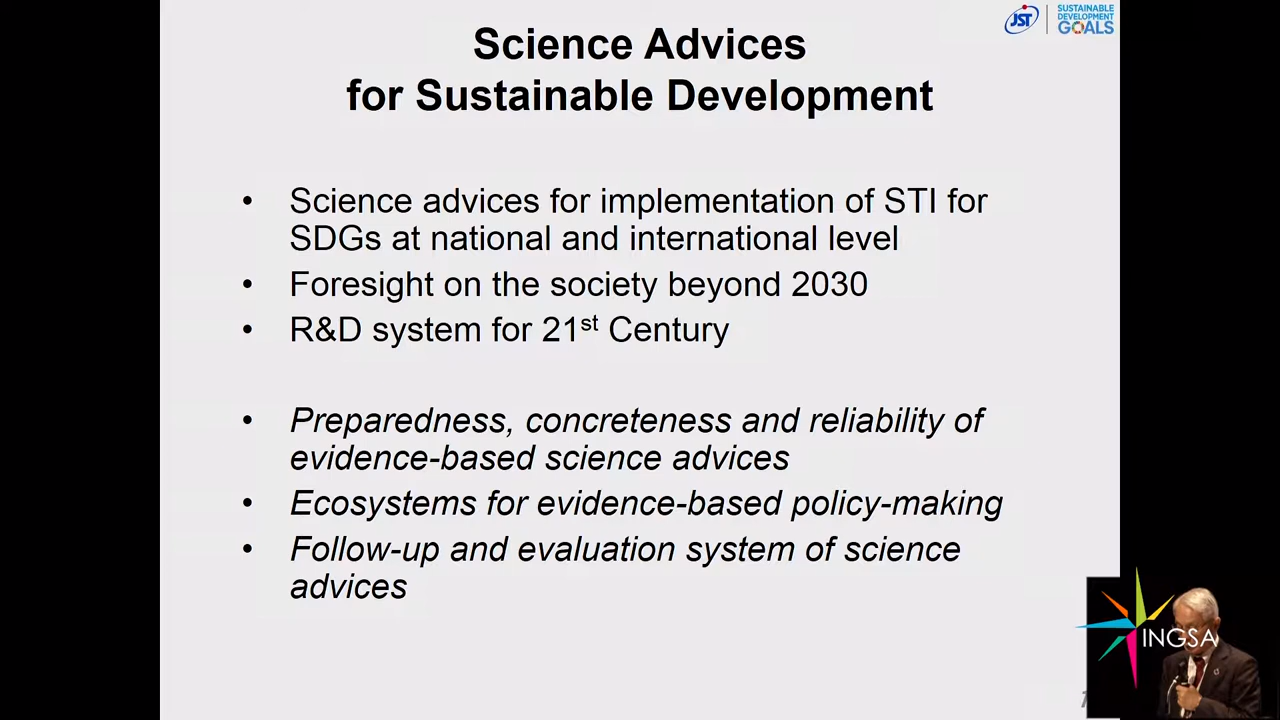 JST
SUSTAINABLE
DEVELOPMENT
GOALS
Science Advices
for Sustainable Development
• Science advices for implementation of STI for
SDGs at national and international level
• Foresight on the society beyond 2030
• R&D system for 21st Century
• Preparedness, concreteness and reliability of
evidence-based science advices
• Ecosystems for evidence-based policy-making
• Follow-up and evaluation system of science
advices
INGSA